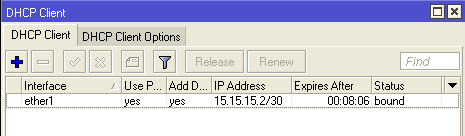 DHCP Client
DHCP Client DHCP Client Options
Release Renew Find
Interface Use P... Add D... IP Address Expires After Status
ether1 yes yes 15.15.15.2/30 00:08:06 bound